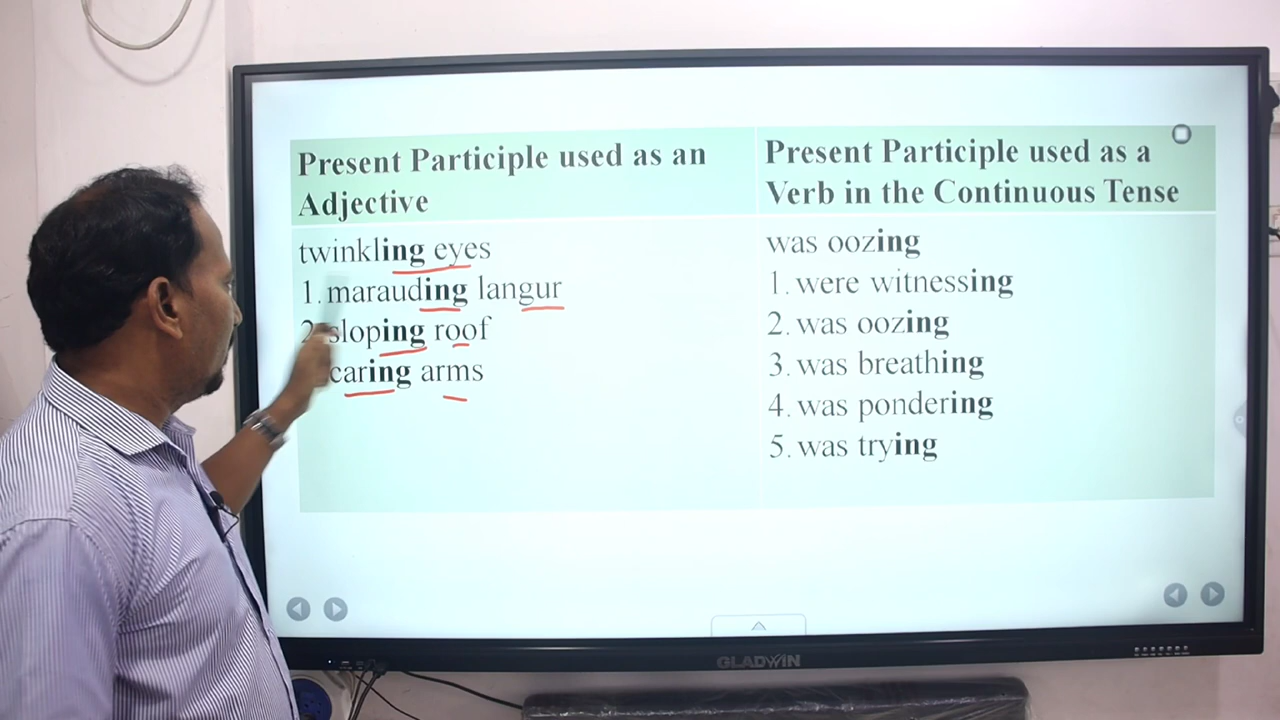 Present Participle used as an
Adjective
twinkling eyes
1. marauding langur
2. sloping roof
caring arms
Present Participle used as a
Verb in the Continuous Tense
was oozing
1. were witnessing
2. was oozing
3. was breathing
4. was pondering
5. was trying
GLADWIN